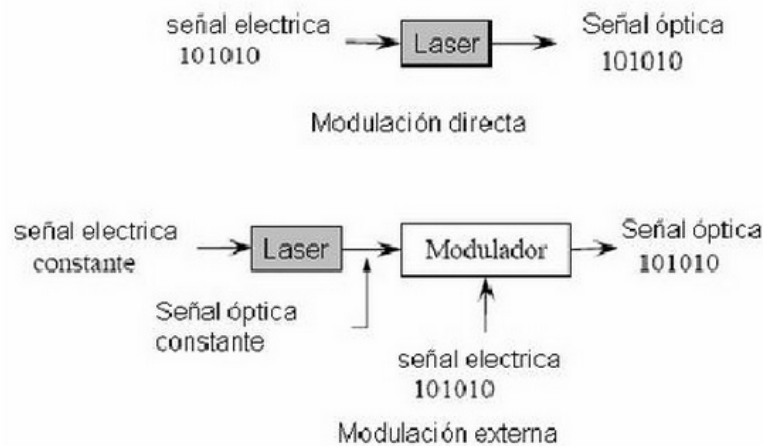 señal electrica
101010
Laser
Señal óptica
101010
Modulación directa
señal electrica
constante
Laser
Modulador
Señal óptica
101010
Señal óptica
constante
señal electrica
101010
Modulación externa